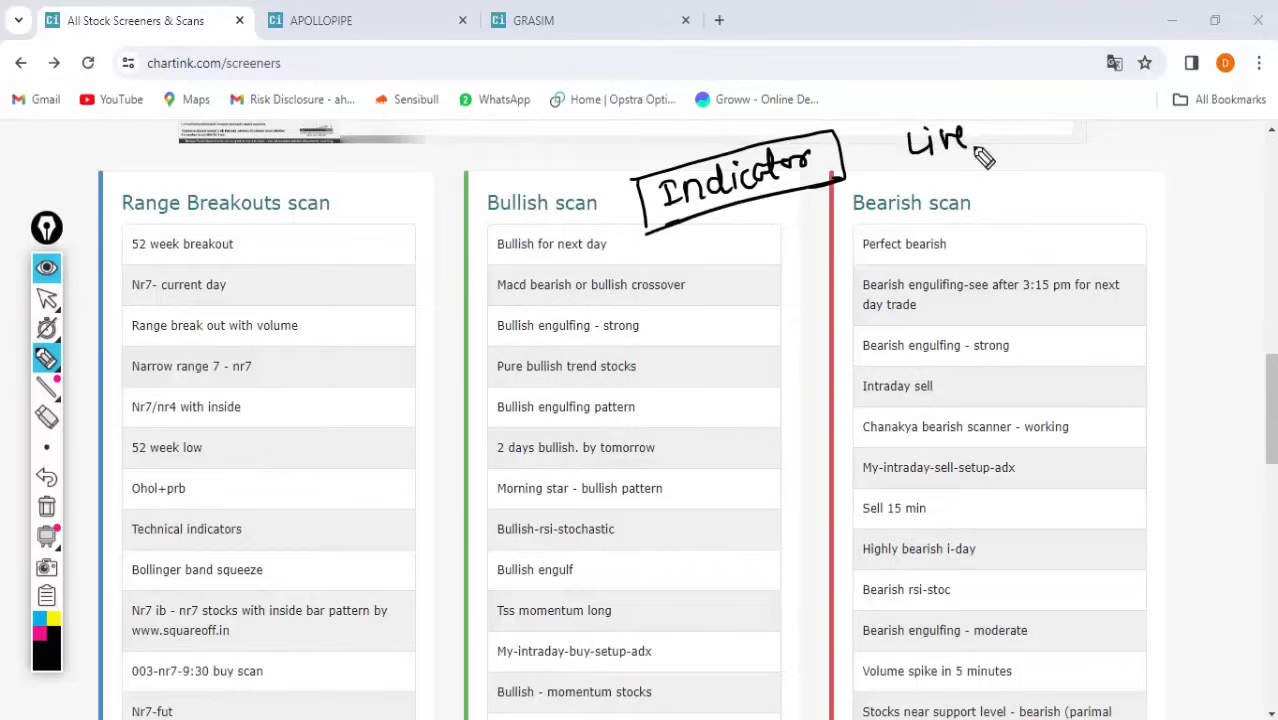 All Stock Screeners & Scans
APOLLOPIPE
GRASIM
chartink.com/screeners
D
Gmail
YouTube
Maps
Risk Disclosure - ah...
Sensibull
WhatsApp
Home | Opstra Opti...
Groww - Online De...
All Bookmarks
Indicator
Live
Range Breakouts scan
52 week breakout
Nr7- current day
Range break out with volume
Narrow range 7 - nr7
Nr7/nr4 with inside
52 week low
Ohol+prb
Technical indicators
Bollinger band squeeze
Nr7 ib - nr7 stocks with inside bar pattern by
www.squareoff.in
003-nr7-9:30 buy scan
Nr7-fut
Bullish scan
Bullish for next day
Macd bearish or bullish crossover
Bullish engulfing - strong
Pure bullish trend stocks
Bullish engulfing pattern
2 days bullish. by tomorrow
Morning star - bullish pattern
Bullish-rsi-stochastic
Bullish engulf
Tss momentum long
My-intraday-buy-setup-adx
Bullish - momentum stocks
Bearish scan
Perfect bearish
Bearish engulifing-see after 3:15 pm for next
day trade
Bearish engulfing - strong
Intraday sell
Chanakya bearish scanner - working
My-intraday-sell-setup-adx
Sell 15 min
Highly bearish i-day
Bearish rsi-stoc
Bearish engulfing - moderate
Volume spike in 5 minutes
Stocks near support level - bearish (parimal